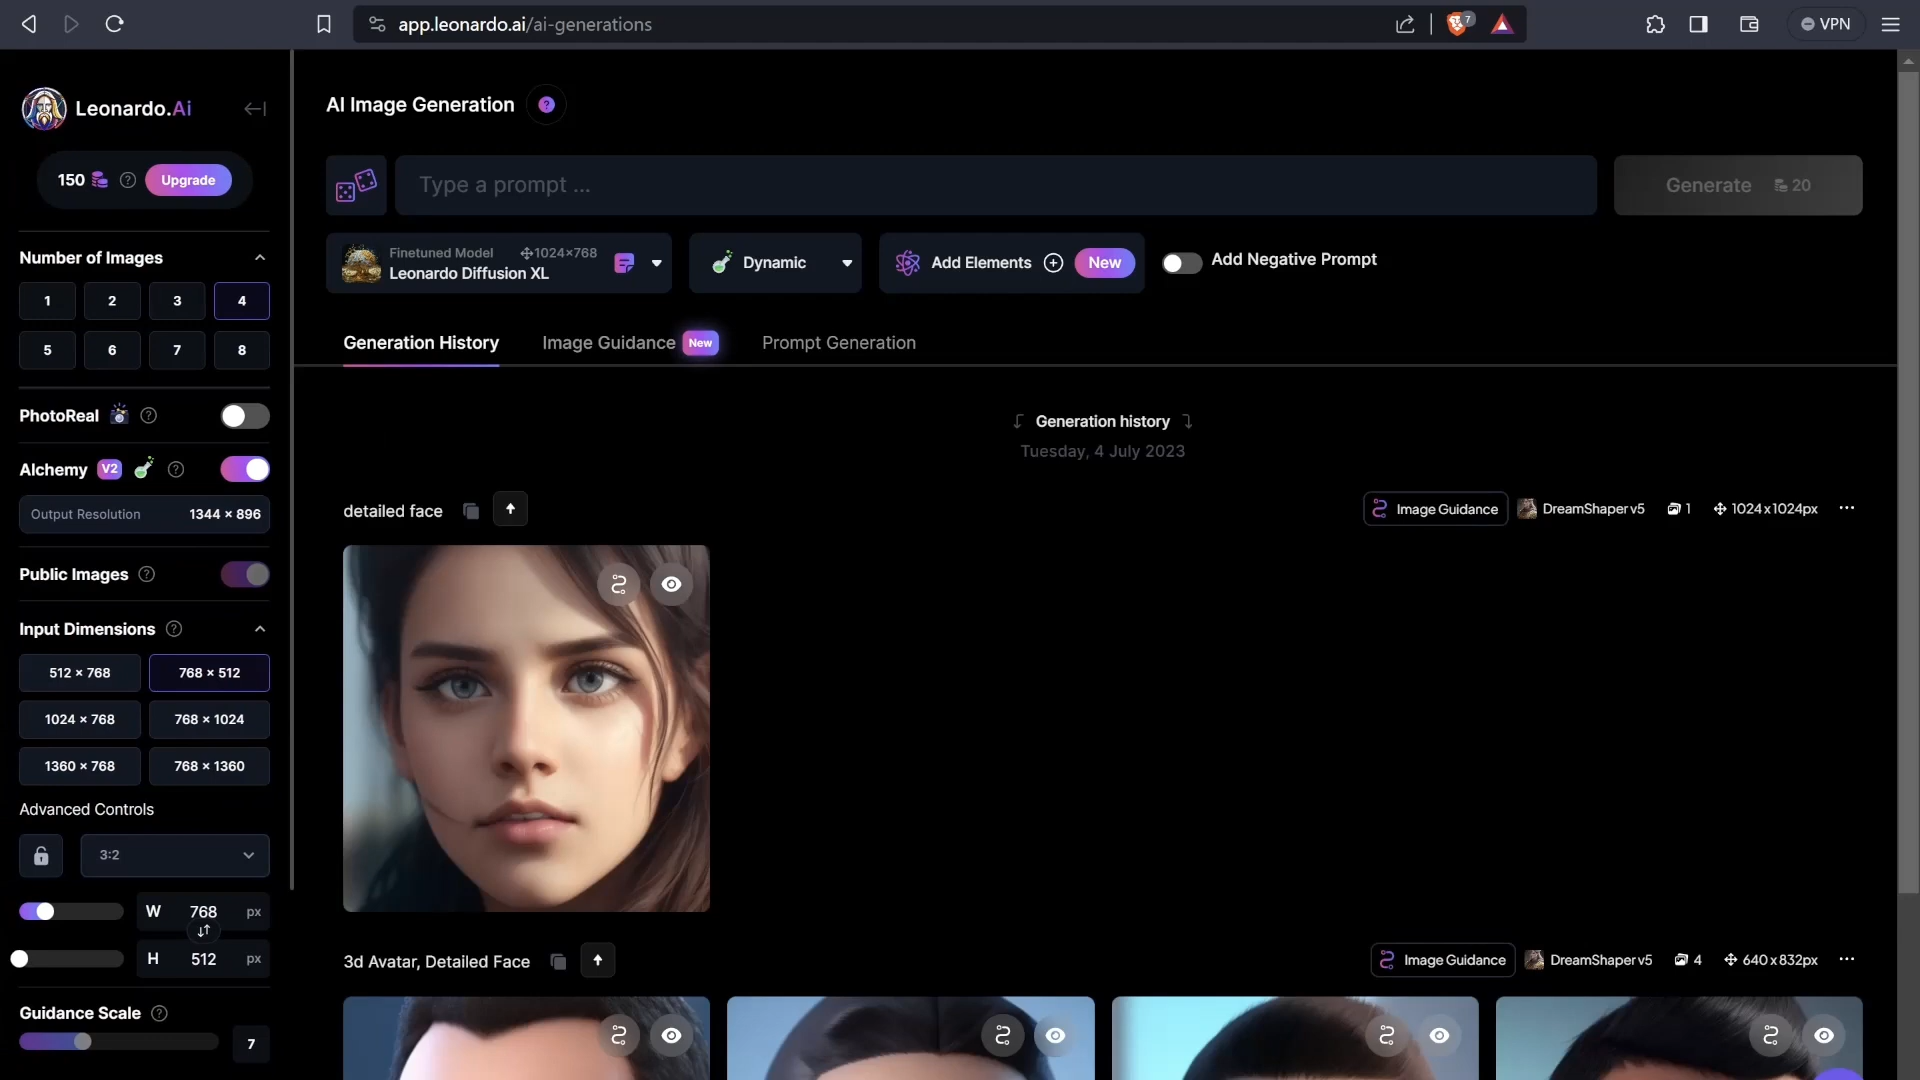 app.leonardo.ai/ai-generations
7
VPN
Leonardo.Ai
AI Image Generation
?
150
?
Upgrade
Type a prompt ...
Generate 20
Finetuned Model 1024×768
Leonardo Diffusion XL
Dynamic
Add Elements
New
Add Negative Prompt
Number of Images
1 2 3 4
5 6 7 8
Generation History
Image Guidance New
Prompt Generation
PhotoReal ?
Alchemy V2 ?
Output Resolution 1344 × 896
Public Images ?
Input Dimensions ?
512 × 768 768 × 512
1024 × 768 768 × 1024
1360 × 768 768 × 1360
Advanced Controls
3:2
W 768 px
H 512 px
Guidance Scale ?
7
Generation history
Tuesday, 4 July 2023
detailed face
Image Guidance DreamShaper v5 1 1024x1024px ...
3d Avatar, Detailed Face
Image Guidance DreamShaper v5 4 640x832px ...